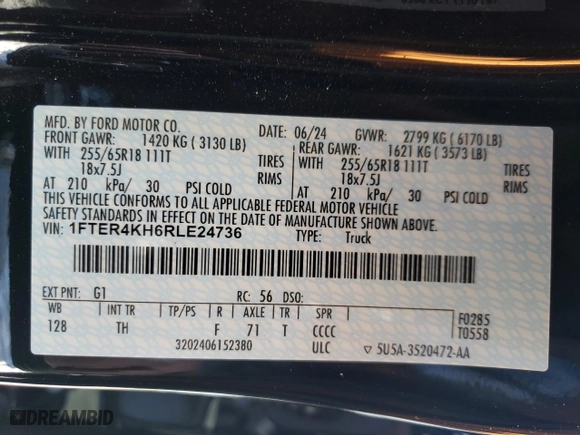 MFD. BY FORD MOTOR CO.
DATE: 06/24 GVWR: 2799 KG ( 6170 LB)
FRONT GAWR: 1420 KG ( 3130 LB)
REAR GAWR: 1621 KG ( 3573 LB)
WITH 255/65R18 111T TIRES
WITH 255/65R18 111T TIRES
18x7.5J RIMS
18x7.5J RIMS
AT 210 kPa/ 30 PSI COLD
AT 210 kPa/ 30 PSI COLD
THIS VEHICLE CONFORMS TO ALL APPLICABLE FEDERAL MOTOR VEHICLE
SAFETY STANDARDS IN EFFECT ON THE DATE OF MANUFACTURE SHOWN ABOVE.
VIN: 1FTER4KH6RLE24736
TYPE: Truck
EXT PNT: G1 RC: 56 DSO:
WB INT TR TP/PS R AXLE TR SPR
128 TH F 71 T CCCC
F0285
T0558
3202406152380 ULC
▽ 5U5A-3520472-AA
DREAMBID